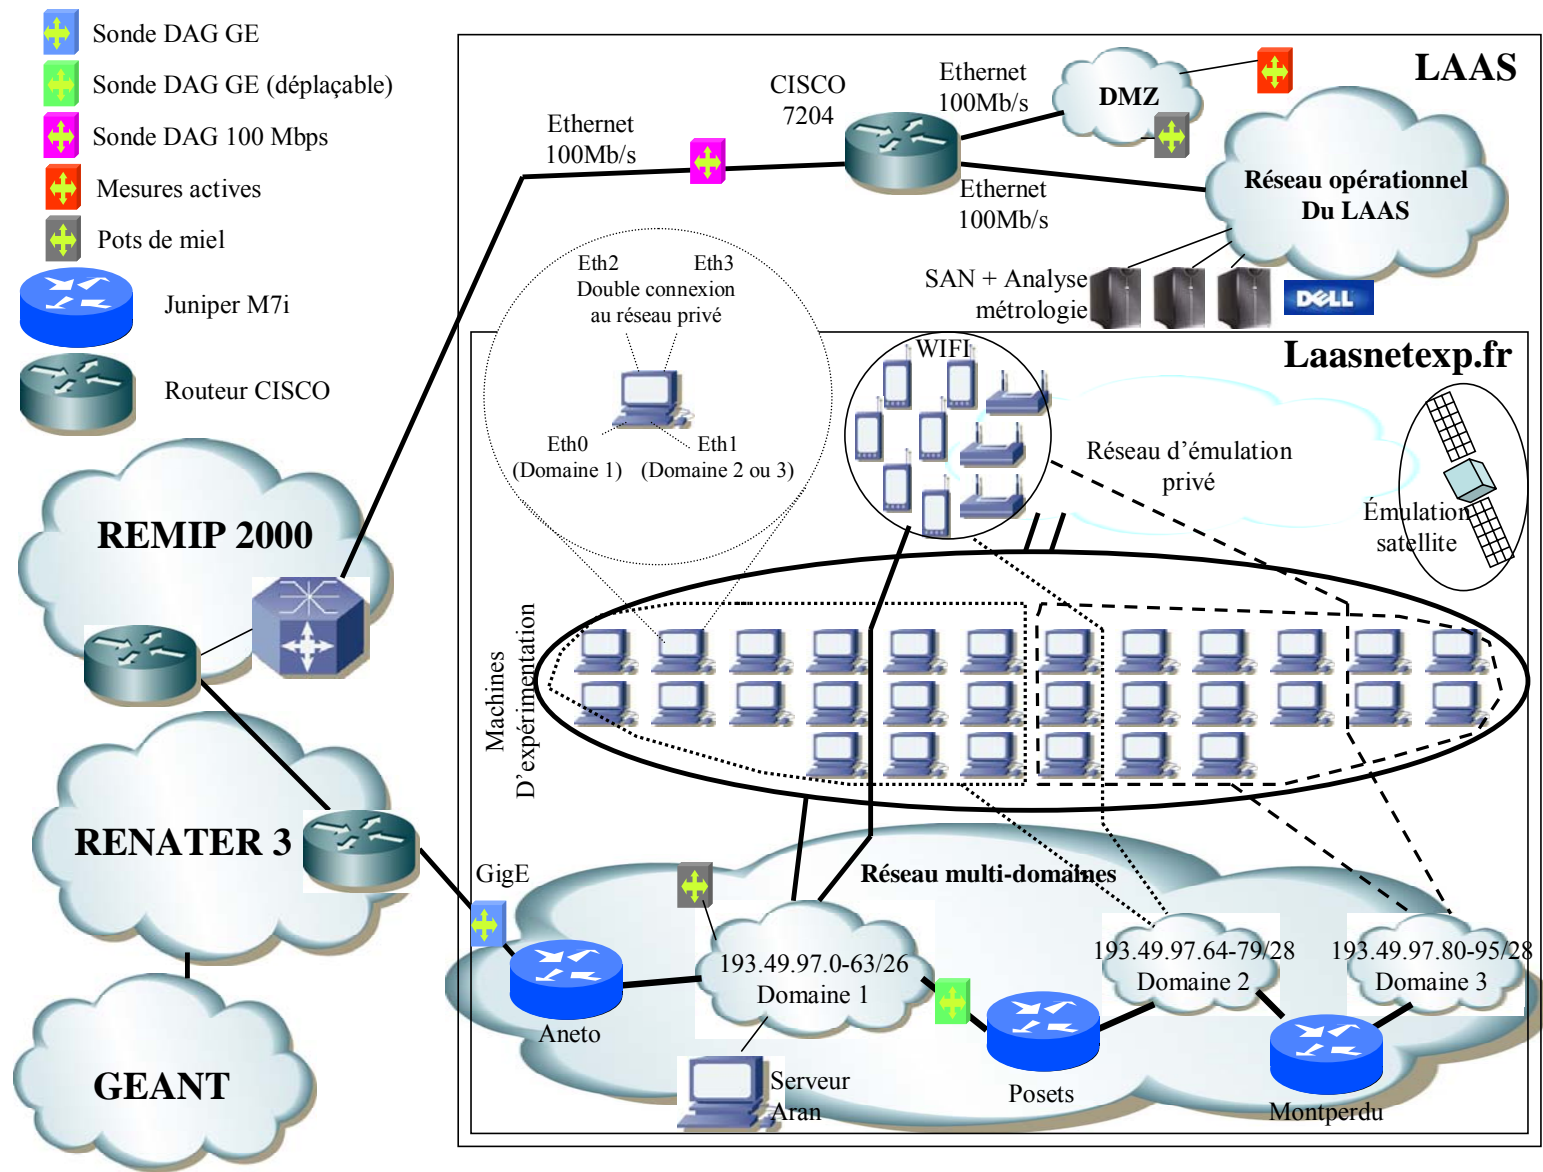 Sonde DAG GE
Sonde DAG GE (déplaçable)
Sonde DAG 100 Mbps
Mesures actives
Pots de miel
Juniper M7i
Routeur CISCO
REMIP 2000
RENATER 3
GEANT
LAAS
CISCO
7204
Ethernet
100Mb/s
Ethernet
100Mb/s
Ethernet
100Mb/s
DMZ
Réseau opérationnel
Du LAAS
SAN + Analyse
métrologie
DELL
Laasnetexp.fr
Eth2
Eth3
Double connexion
au réseau privé
Eth0
(Domaine 1)
Eth1
(Domaine 2 ou 3)
WIFI
Réseau d’émulation
privé
Émulation
satellite
Machines
D’expérimentation
GigE
Réseau multi-domaines
193.49.97.0-63/26
Domaine 1
193.49.97.64-79/28
Domaine 2
193.49.97.80-95/28
Domaine 3
Aneto
Serveur
Aran
Posets
Montperdu